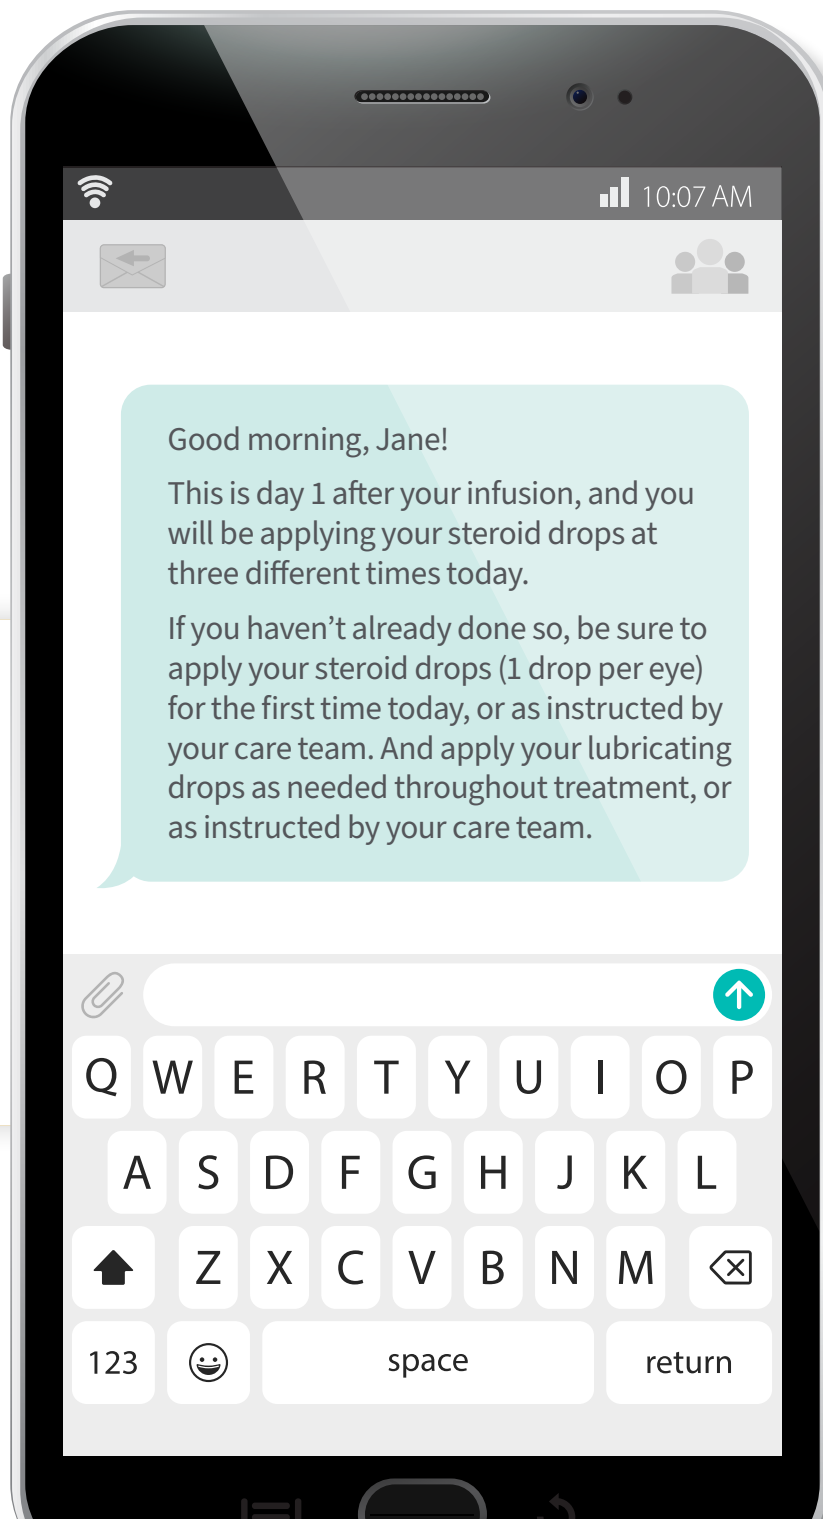 10:07 AM
Good morning, Jane!
This is day 1 after your infusion, and you
will be applying your steroid drops at
three different times today.
If you haven’t already done so, be sure to
apply your steroid drops (1 drop per eye)
for the first time today, or as instructed by
your care team. And apply your lubricating
drops as needed throughout treatment, or
as instructed by your care team.
Q W E R T Y U I O P
A S D F G H J K L
Z X C V B N M
123 space return